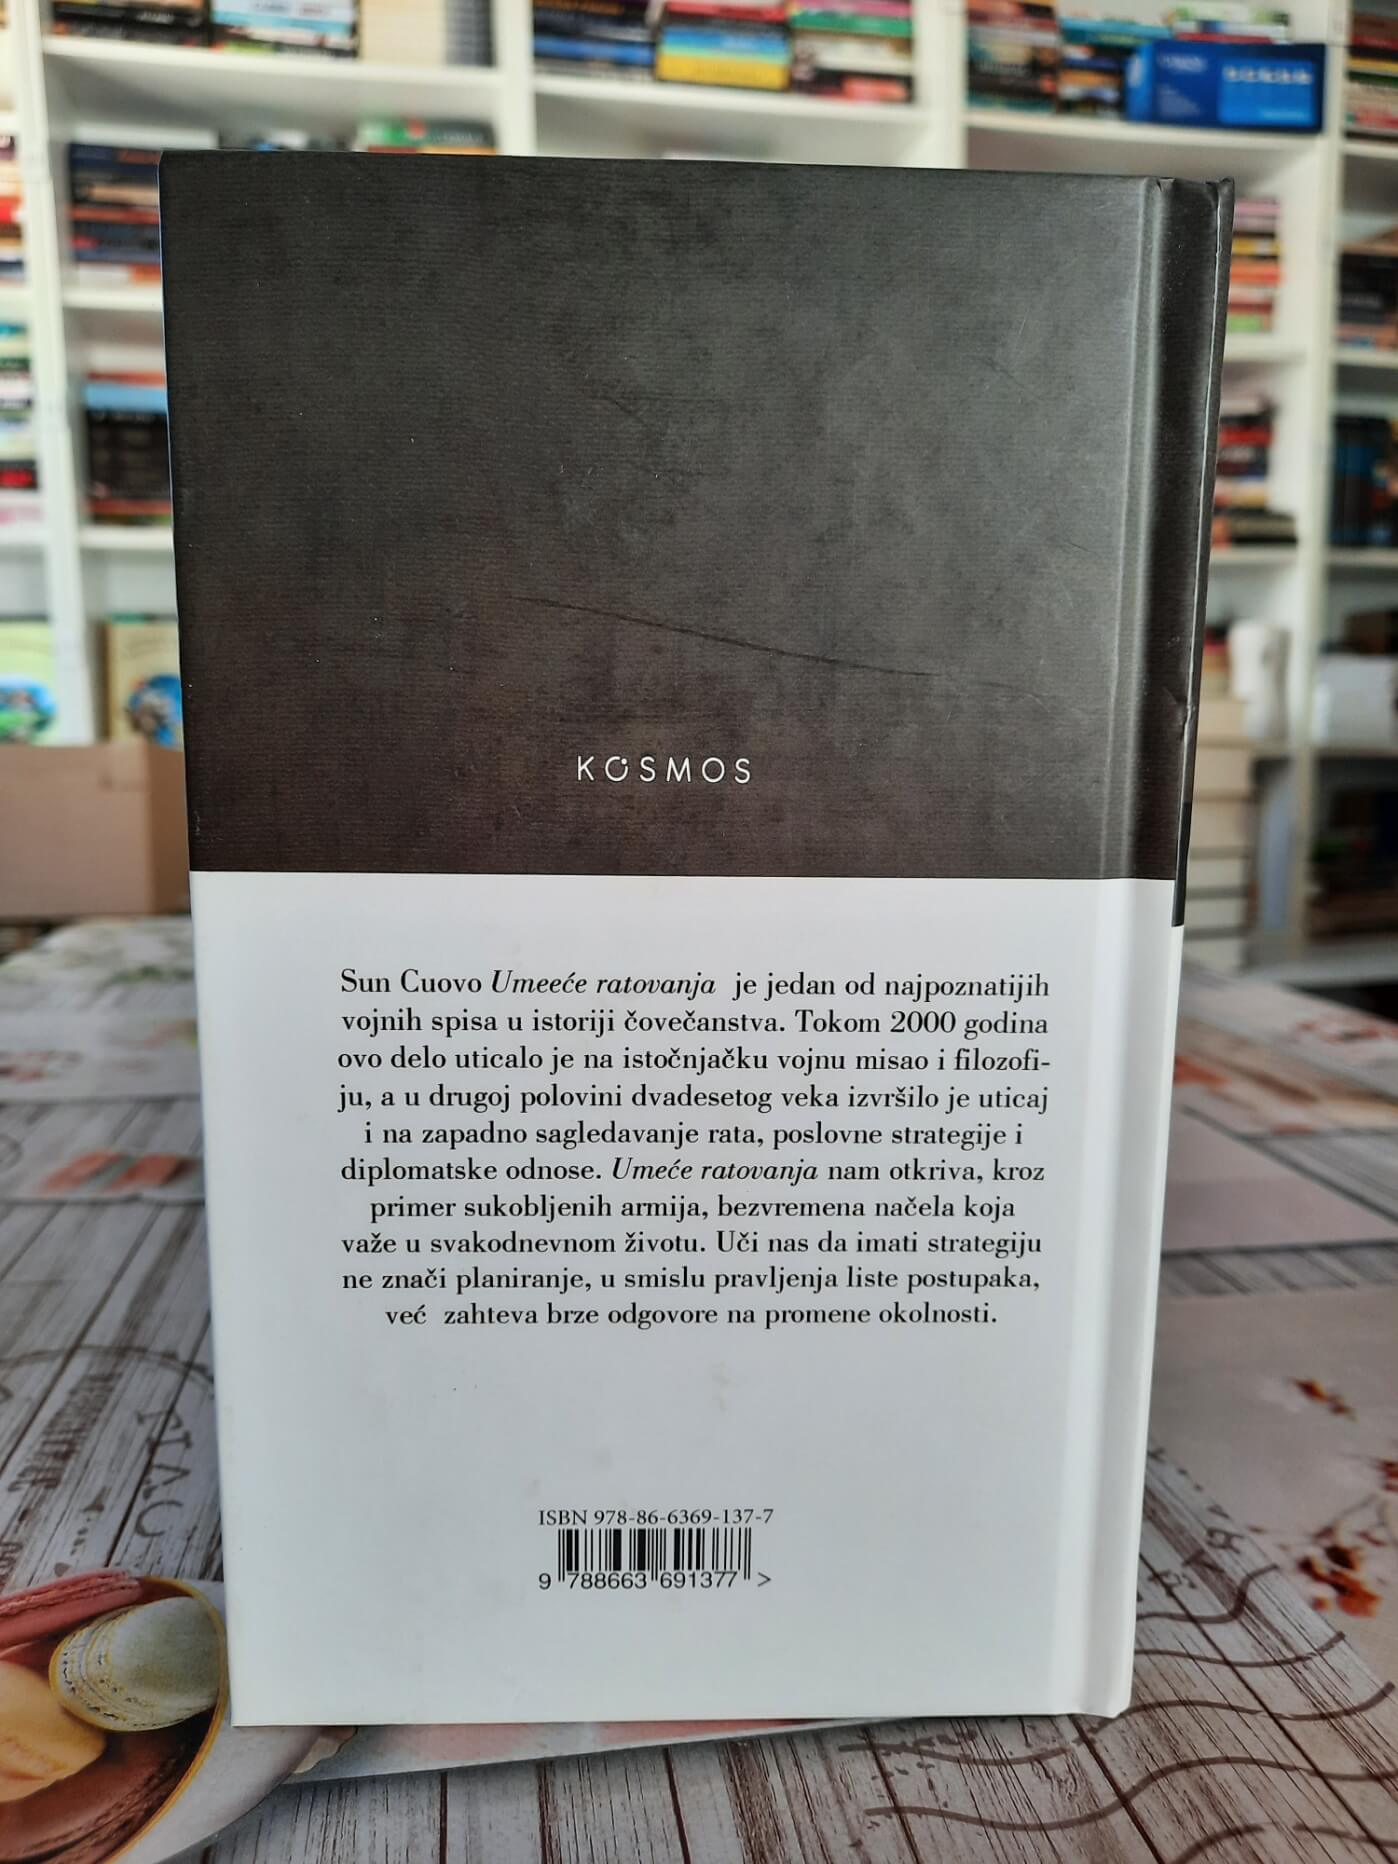 KOSMOS
Sun Cuovo Umeeće ratovanja je jedan od najpoznatijih
vojnih spisa u istoriji čovečanstva. Tokom 2000 godina
ovo delo uticalo je na istočnjačku vojnu misao i filozofi-
ju, a u drugoj polovini dvadesetog veka izvršilo je uticaj
i na zapadno sagledavanje rata, poslovne strategije i
diplomatske odnose. Umeće ratovanja nam otkriva, kroz
primer sukobljenih armija, bezvremena načela koja
važe u svakodnevnom životu. Uči nas da imati strategiju
ne znači planiranje, u smislu pravljenja liste postupaka,
već zahteva brze odgovore na promene okolnosti.
ISBN 978-86-6369-137-7
9 788663 691377 >